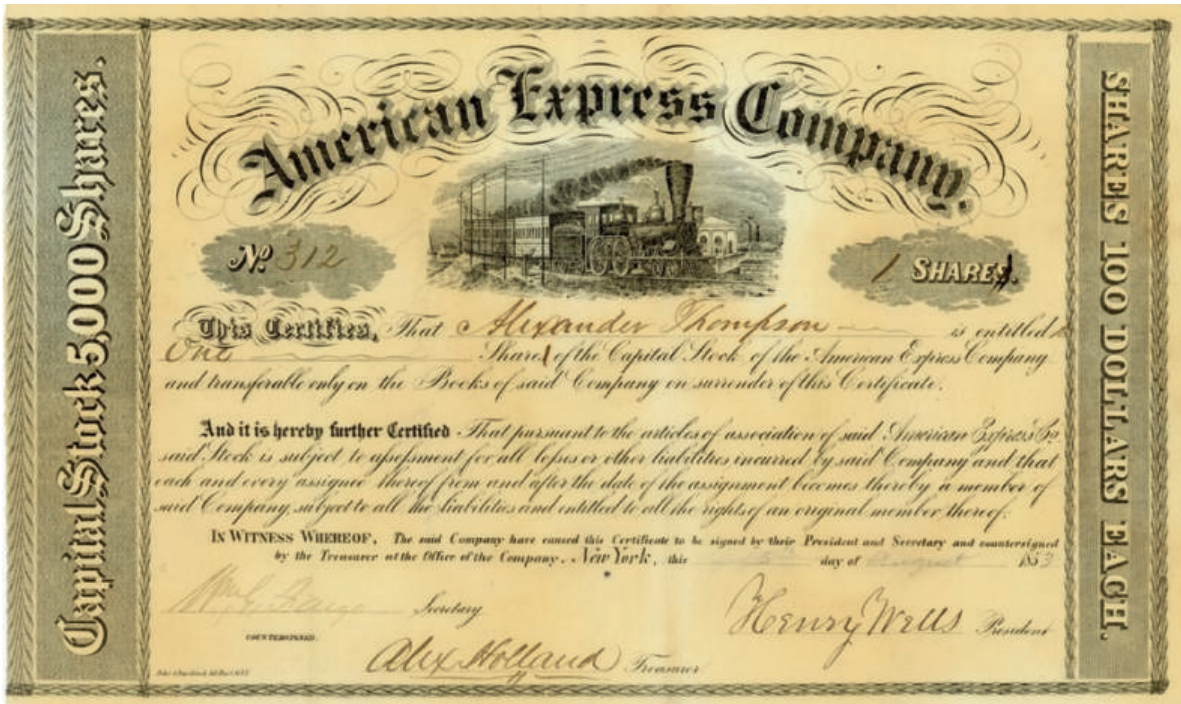 American Express Company.
Capital Stock 5,000 Shares.
SHARES 100 DOLLARS EACH.
No. 312
1 SHARES.
This Certifies, That Alexander Thompson is entitled to
One Shares of the Capital Stock of the American Express Company
and transferable only on the Books of said Company on surrender of this Certificate.
And it is hereby further Certified That pursuant to the articles of association of said American Express Co.
said Stock is subject to assessment for all losses or other liabilities incurred by said Company and that
each and every assignee thereof from and after the date of the assignment becomes thereby a member of
said Company, subject to all the liabilities and entitled to all the rights of an original member thereof.
IN WITNESS WHEREOF, The said Company have caused this Certificate to be signed by their President and Secretary and countersigned
by the Treasurer at the Office of the Company, New York, this day of August 1853
Wm G. Fargo Secretary
Henry Wells President
COUNTERSIGNED.
Alex Holland Treasurer